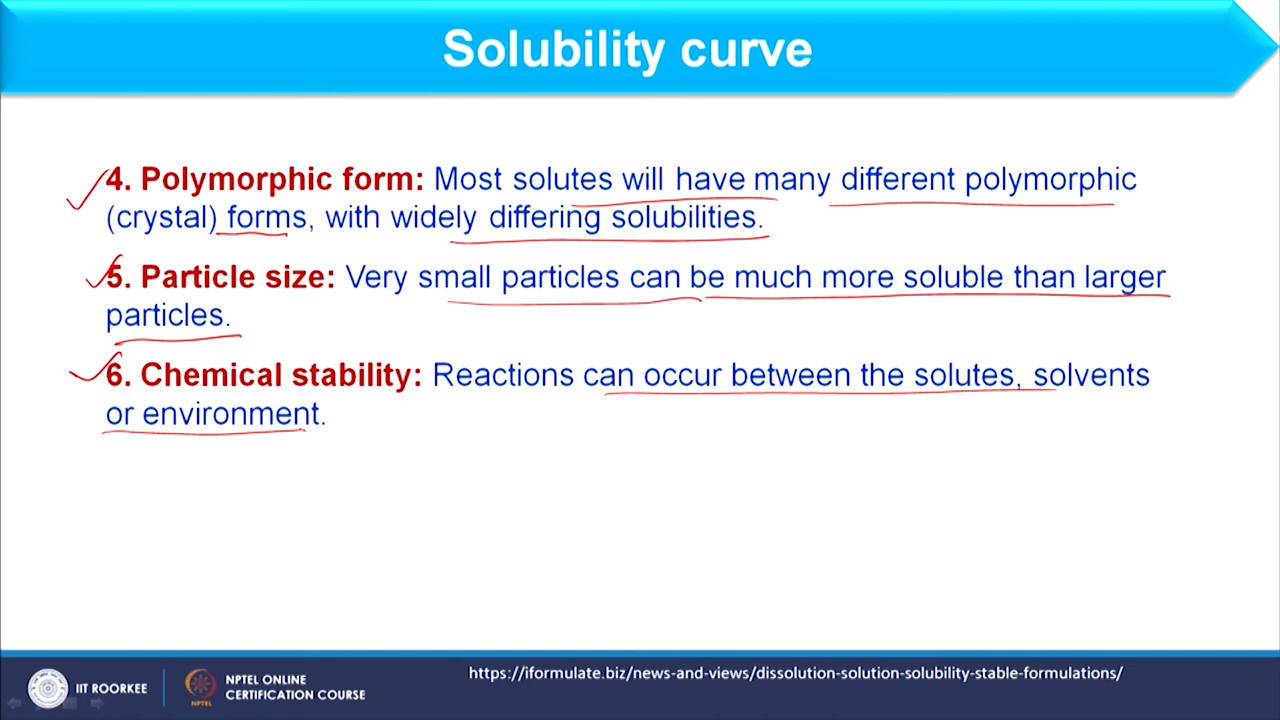 Solubility curve
4. Polymorphic form: Most solutes will have many different polymorphic
(crystal) forms, with widely differing solubilities.
5. Particle size: Very small particles can be much more soluble than larger
particles.
6. Chemical stability: Reactions can occur between the solutes, solvents
or environment.
IIT ROORKEE
NPTEL
NPTEL ONLINE
CERTIFICATION COURSE
https://iformulate.biz/news-and-views/dissolution-solution-solubility-stable-formulations/